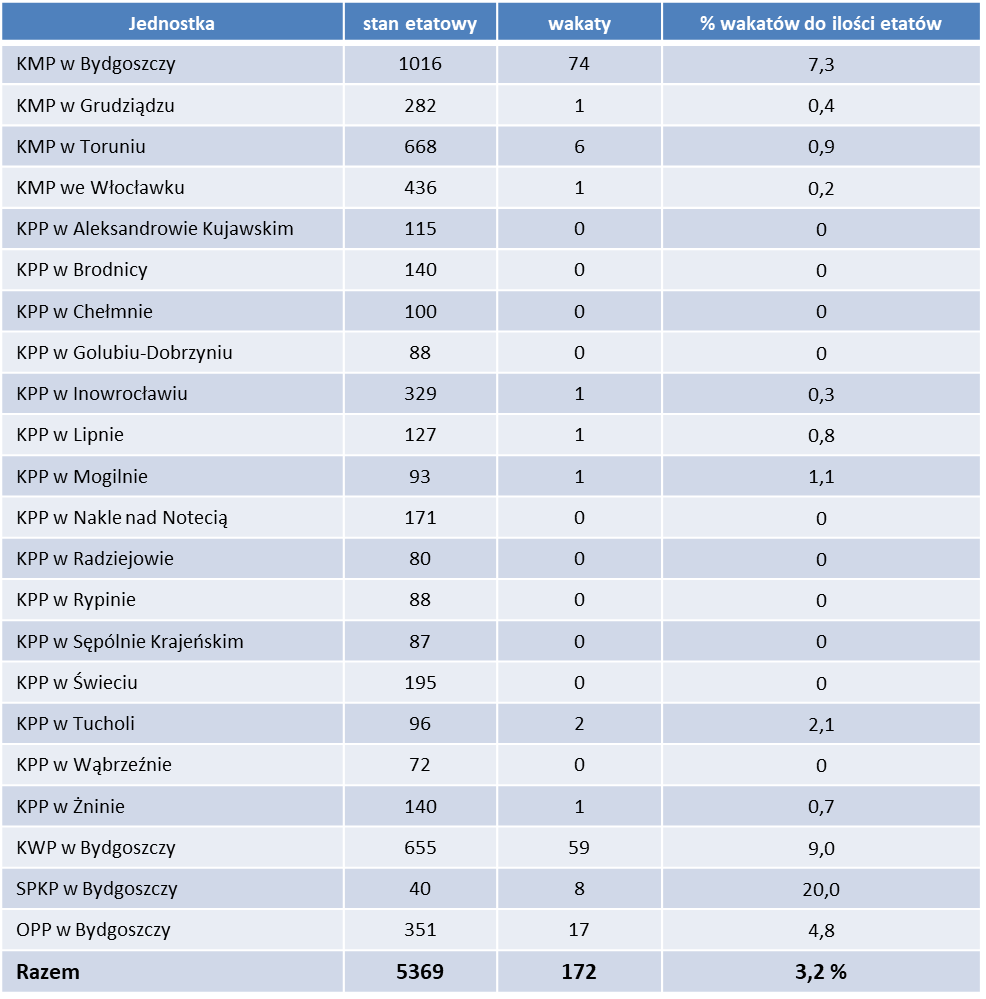 Jednostka stan etatowy wakaty % wakatów do ilości etatów
KMP w Bydgoszczy 1016 74 7,3
KMP w Grudziądzu 282 1 0,4
KMP w Toruniu 668 6 0,9
KMP we Włocławku 436 1 0,2
KPP w Aleksandrowie Kujawskim 115 0 0
KPP w Brodnicy 140 0 0
KPP w Chełmnie 100 0 0
KPP w Golubiu-Dobrzyniu 88 0 0
KPP w Inowrocławiu 329 1 0,3
KPP w Lipnie 127 1 0,8
KPP w Mogilnie 93 1 1,1
KPP w Nakle nad Notecią 171 0 0
KPP w Radziejowie 80 0 0
KPP w Rypinie 88 0 0
KPP w Sępólnie Krajeńskim 87 0 0
KPP w Świeciu 195 0 0
KPP w Tucholi 96 2 2,1
KPP w Wąbrzeźnie 72 0 0
KPP w Żninie 140 1 0,7
KWP w Bydgoszczy 655 59 9,0
SPKP w Bydgoszczy 40 8 20,0
OPP w Bydgoszczy 351 17 4,8
Razem 5369 172 3,2 %